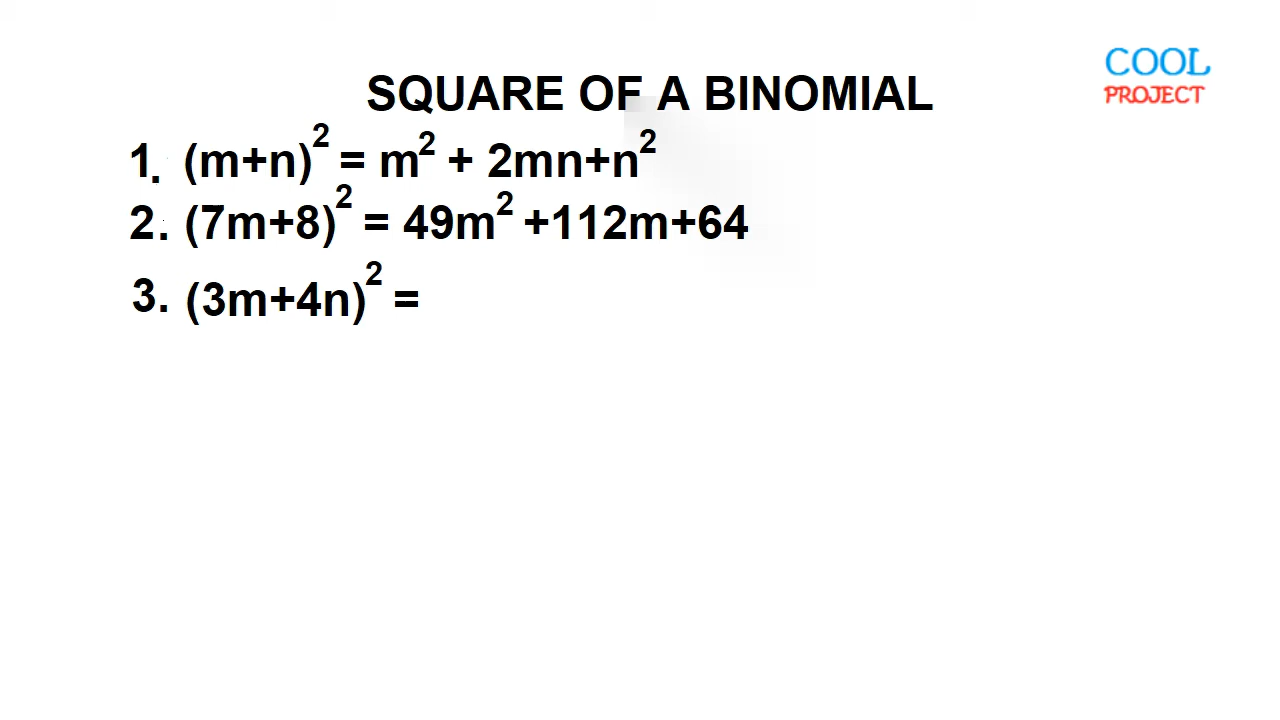 COOL
PROJECT
SQUARE OF A BINOMIAL
1. (m+n)² = m² + 2mn+n²
2. (7m+8)² = 49m² +112m+64
3. (3m+4n)² =